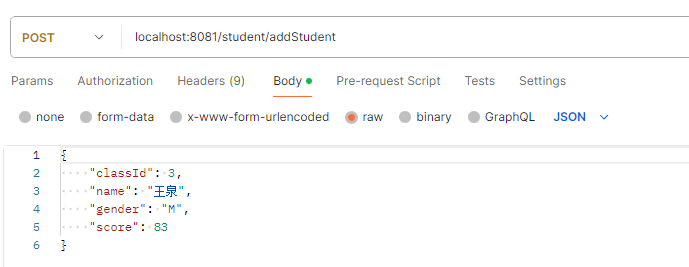 POST localhost:8081/student/addStudent
Params Authorization Headers (9) Body Pre-request Script Tests Settings
none form-data x-www-form-urlencoded raw binary GraphQL JSON
1 {
2 "classId": 3,
3 "name": "王泉",
4 "gender": "M",
5 "score": 83
6 }